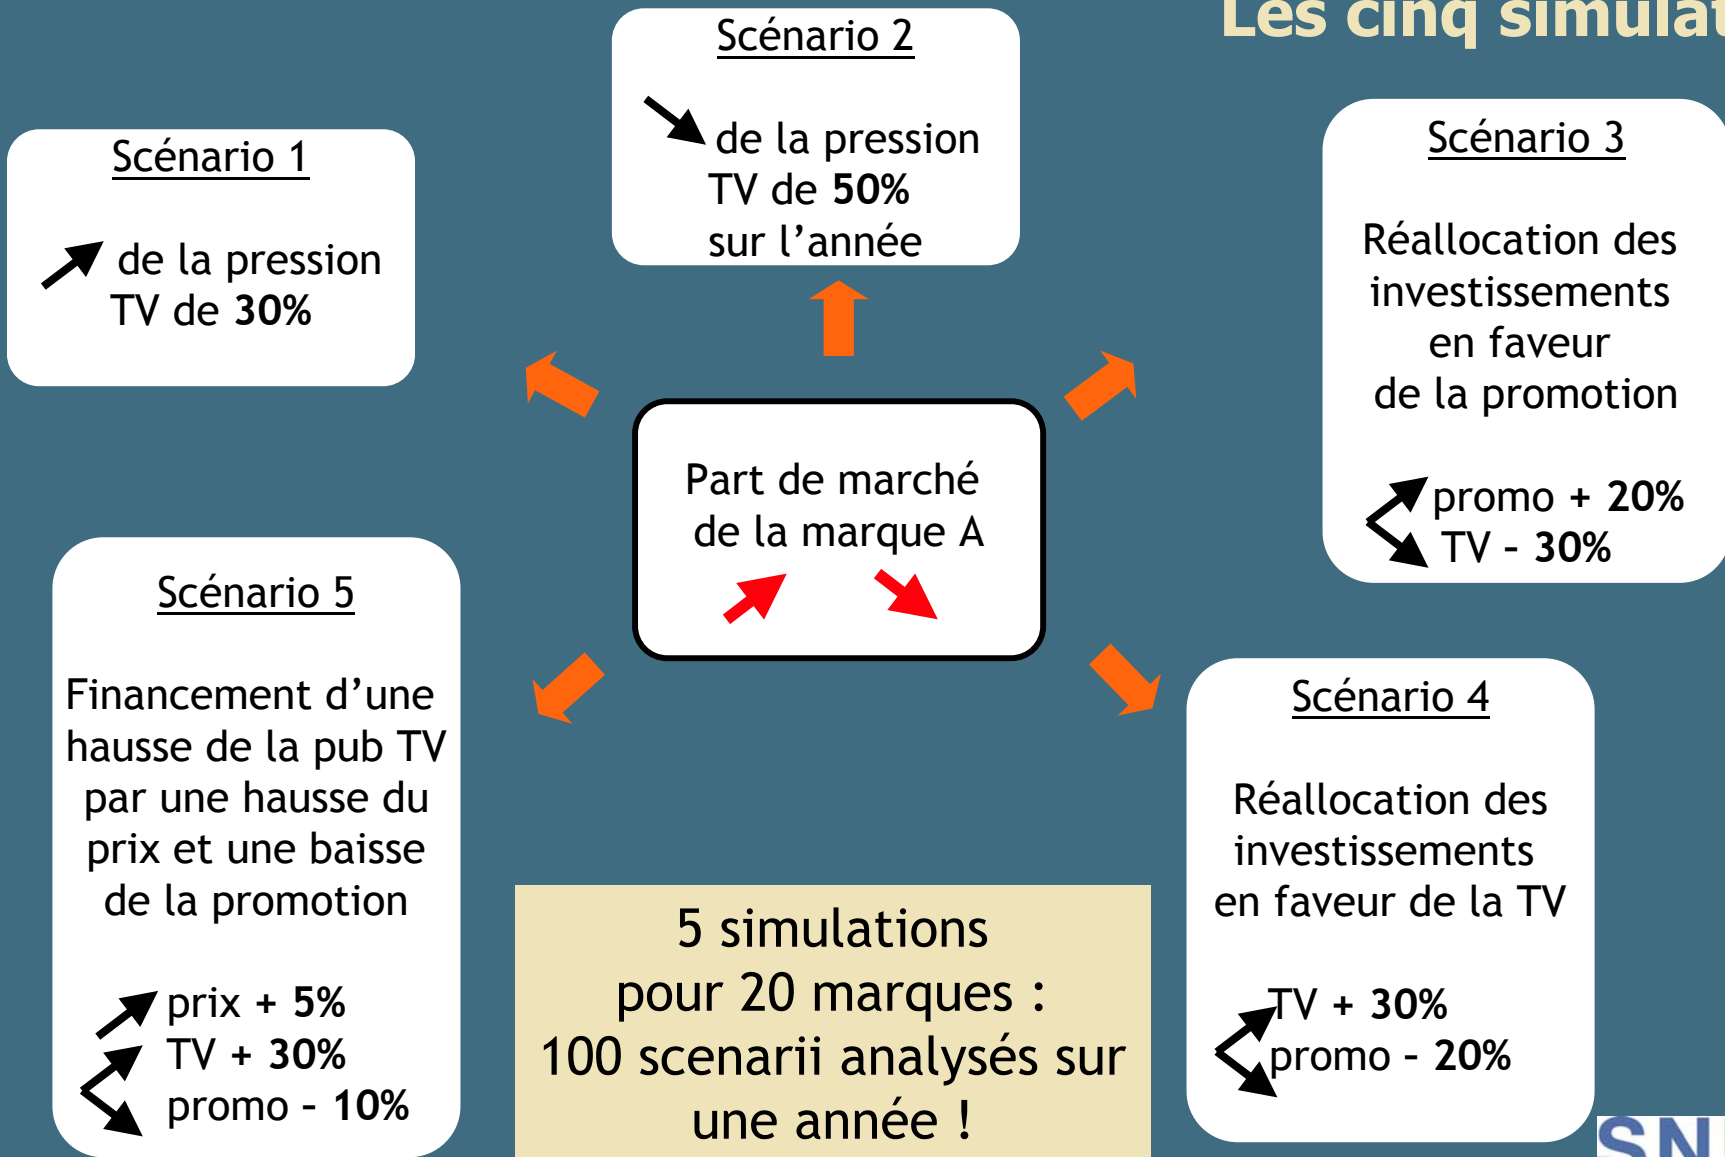 Les cinq simulat
Scénario 1
de la pression
TV de 30%
Scénario 2
de la pression
TV de 50%
sur l’année
Scénario 3
Réallocation des
investissements
en faveur
de la promotion
promo + 20%
TV – 30%
Part de marché
de la marque A
Scénario 4
Réallocation des
investissements
en faveur de la TV
TV + 30%
promo – 20%
Scénario 5
Financement d’une
hausse de la pub TV
par une hausse du
prix et une baisse
de la promotion
prix + 5%
TV + 30%
promo – 10%
5 simulations
pour 20 marques :
100 scenarii analysés sur
une année !
SN